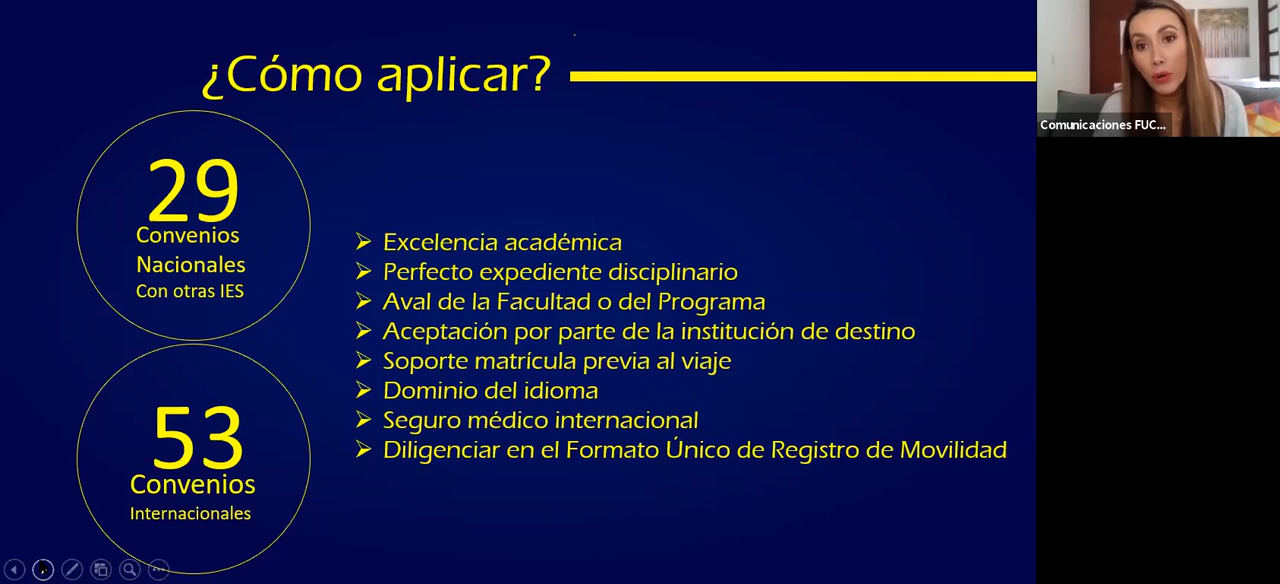 ¿Cómo aplicar?
29
Convenios
Nacionales
Con otras IES
53
Convenios
Internacionales
Excelencia académica
Perfecto expediente disciplinario
Aval de la Facultad o del Programa
Aceptación por parte de la institución de destino
Soporte matrícula previa al viaje
Dominio del idioma
Seguro médico internacional
Diligenciar en el Formato Único de Registro de Movilidad
Comunicaciones FUC...